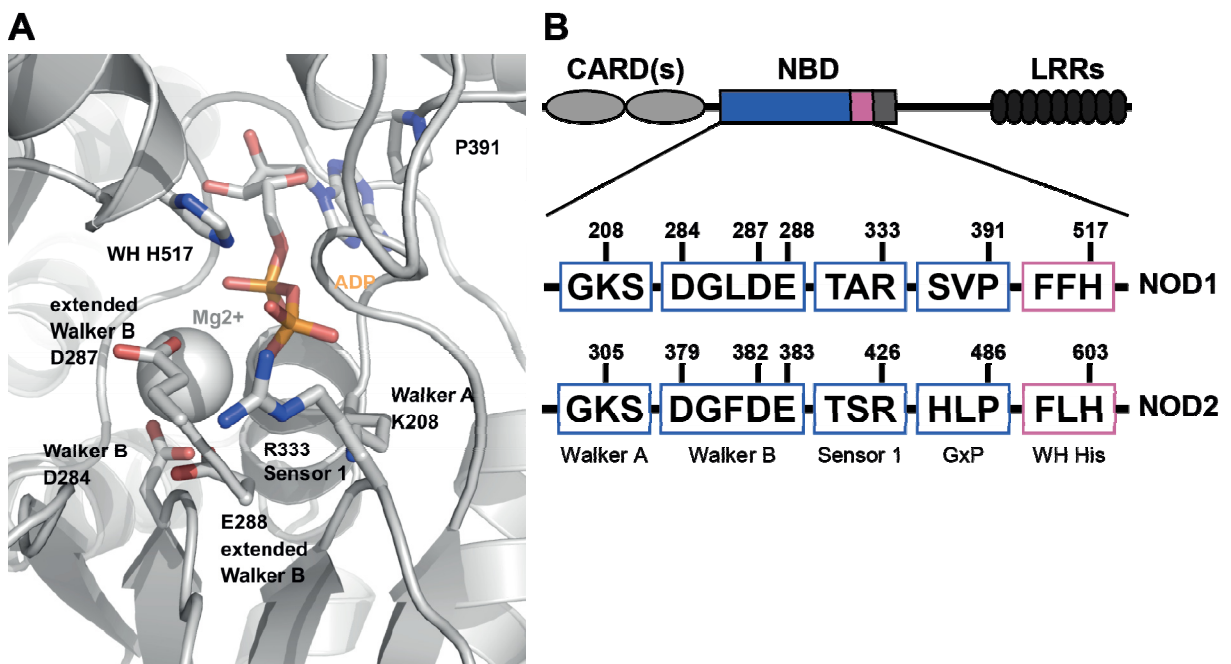 A
P391
WH H517
ADP
extended
Walker B
D287
Mg2+
Walker A
K208
Walker B
D284
R333
Sensor 1
E288
extended
Walker B
B
CARD(s) NBD LRRs
208 284 287 288 333 391 517
GKS DGLDE TAR SVP FFH NOD1
305 379 382 383 426 486 603
GKS DGFDE TSR HLP FLH NOD2
Walker A Walker B Sensor 1 GxP WH His